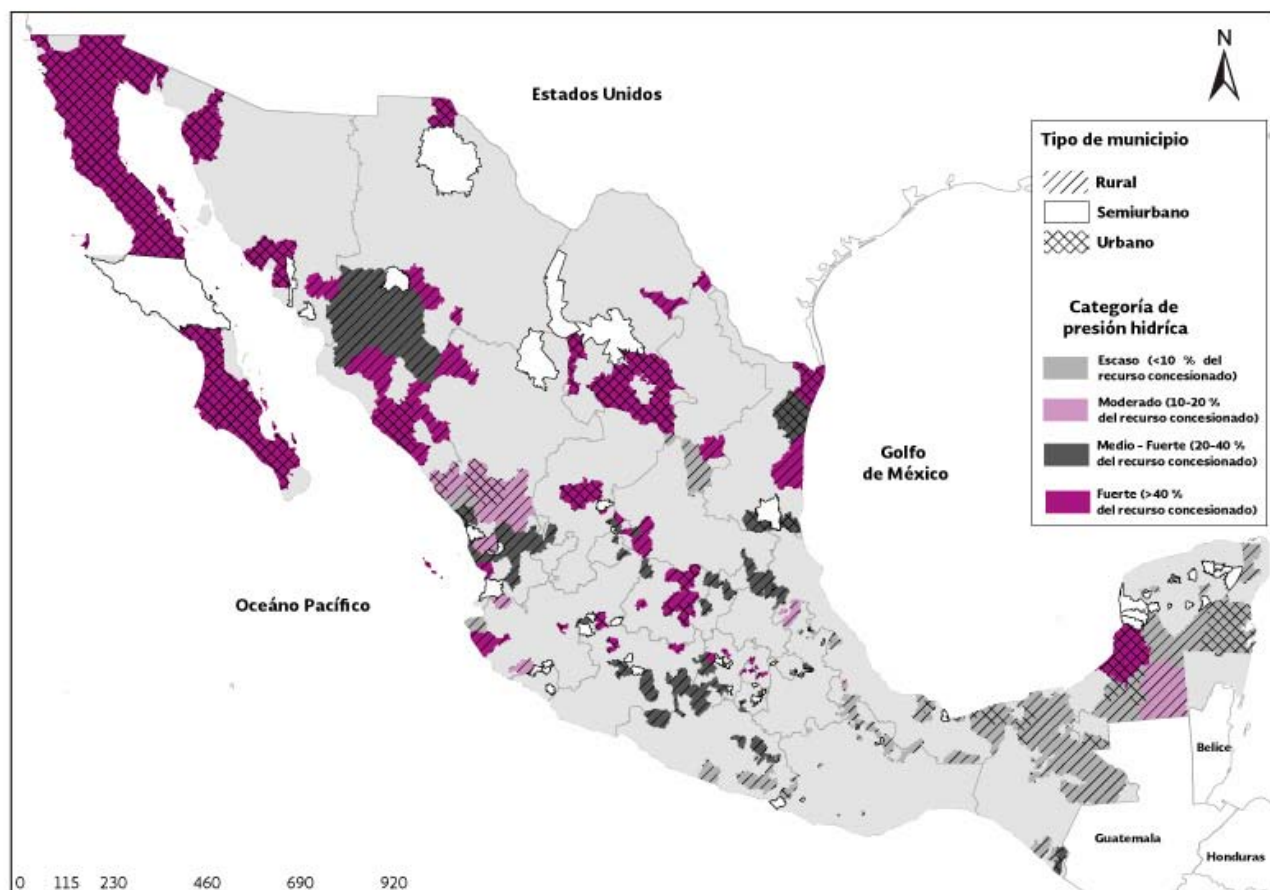 N
Estados Unidos
Tipo de municipio
Rural
Semiurbano
Urbano
Categoría de
presión hidríca
Escaso (<10 % del
recurso concesionado)
Moderado (10-20 %
del recurso concesionado)
Medio - Fuerte (20-40 %
del recurso concesionado)
Fuerte (>40 %
del recurso concesionado)
Golfo
de México
Océano Pacífico
Belice
Guatemala
Honduras
0 115 230 460 690 920